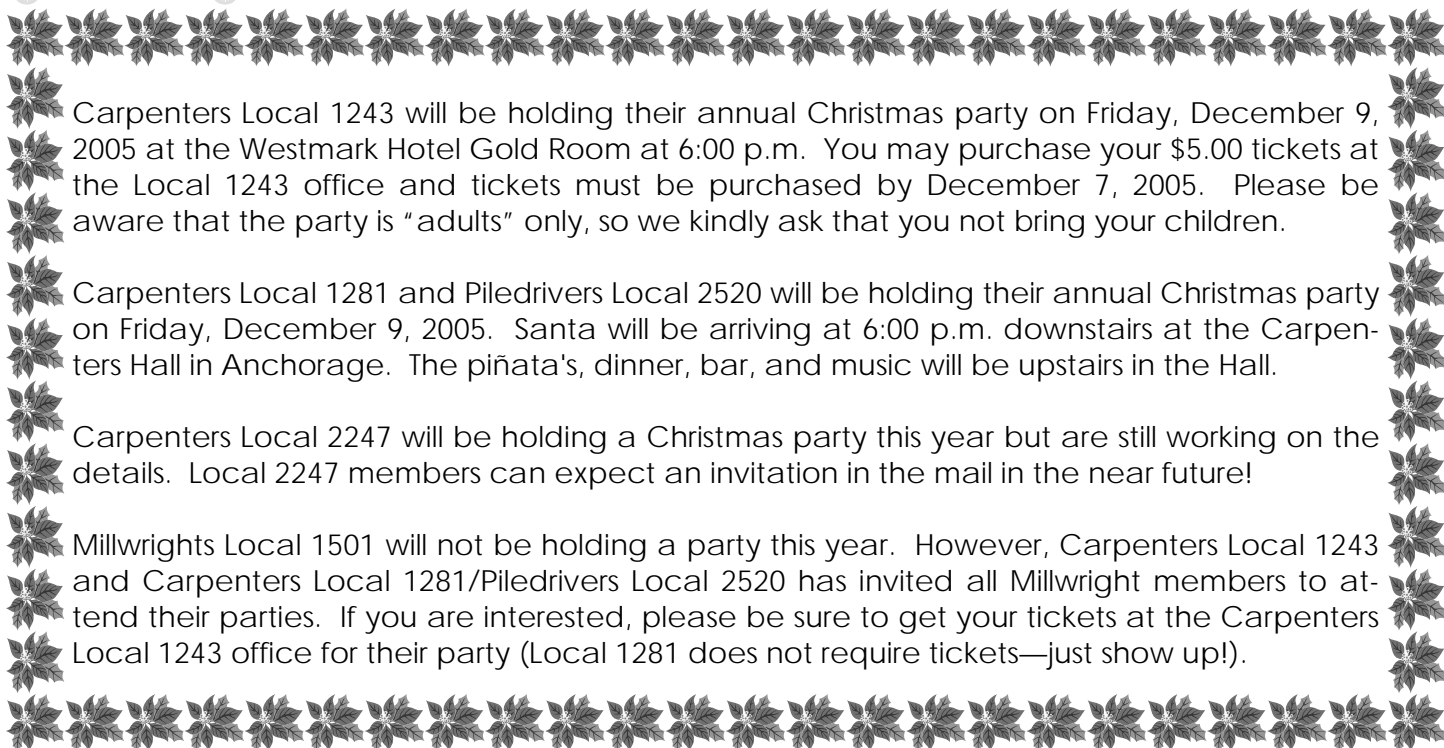 Carpenters Local 1243 will be holding their annual Christmas party on Friday, December 9,
2005 at the Westmark Hotel Gold Room at 6:00 p.m.  You may purchase your $5.00 tickets at
the Local 1243 office and tickets must be purchased by December 7, 2005.  Please be
aware that the party is “adults” only, so we kindly ask that you not bring your children.

Carpenters Local 1281 and Piledrivers Local 2520 will be holding their annual Christmas party
on Friday, December 9, 2005.  Santa will be arriving at 6:00 p.m. downstairs at the Carpen-
ters Hall in Anchorage.  The piñata's, dinner, bar, and music will be upstairs in the Hall.

Carpenters Local 2247 will be holding a Christmas party this year but are still working on the
details.  Local 2247 members can expect an invitation in the mail in the near future!

Millwrights Local 1501 will not be holding a party this year.  However, Carpenters Local 1243
and Carpenters Local 1281/Piledrivers Local 2520 has invited all Millwright members to at-
tend their parties.  If you are interested, please be sure to get your tickets at the Carpenters
Local 1243 office for their party (Local 1281 does not require tickets—just show up!).